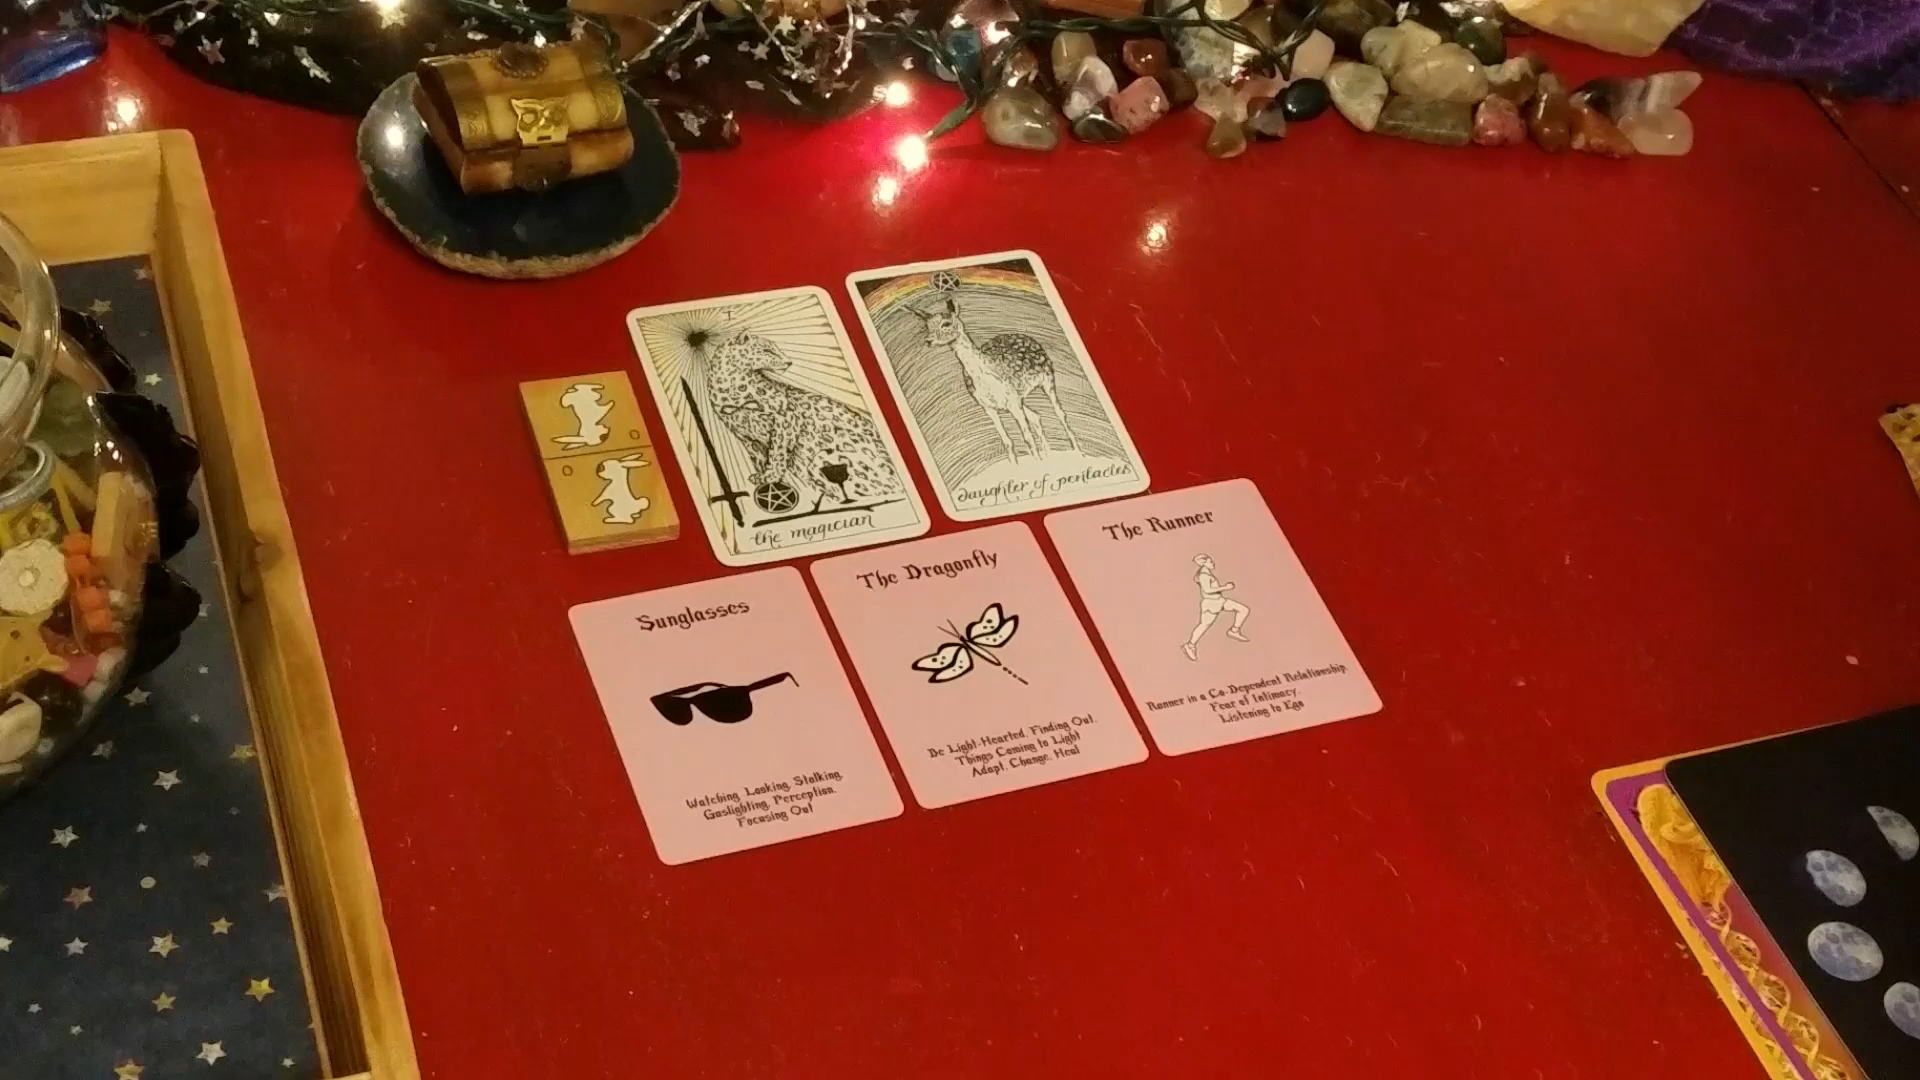 I
the magician
daughter of pentacles
Sunglasses
Watching, Looking, Stalking,
Gaslighting, Perception,
Focusing Out
The Dragonfly
Be Light-Hearted, Finding Out,
Things Coming to Light
Adapt, Change, Heal
The Runner
Runner in a Co-Dependent Relationship,
Fear of Intimacy,
Listening to Ego